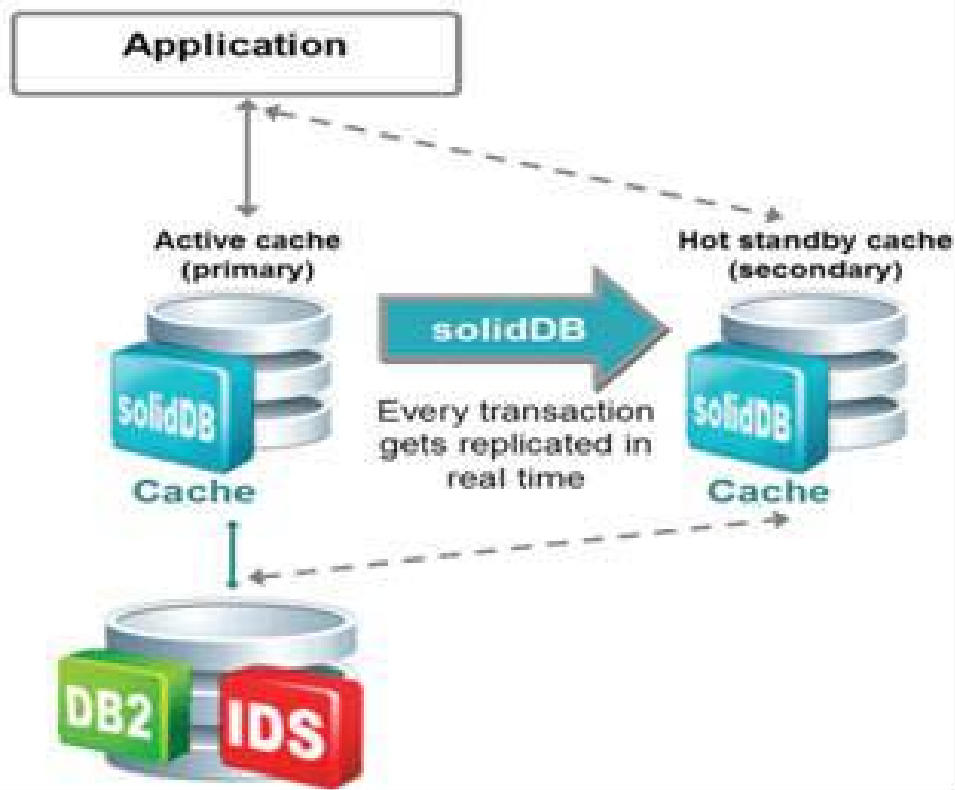 Application
Active cache
(primary)
Hot standby cache
(secondary)
solidDB
solidDB
solidDB
Every transaction
gets replicated in
real time
Cache
Cache
DB2
IDS